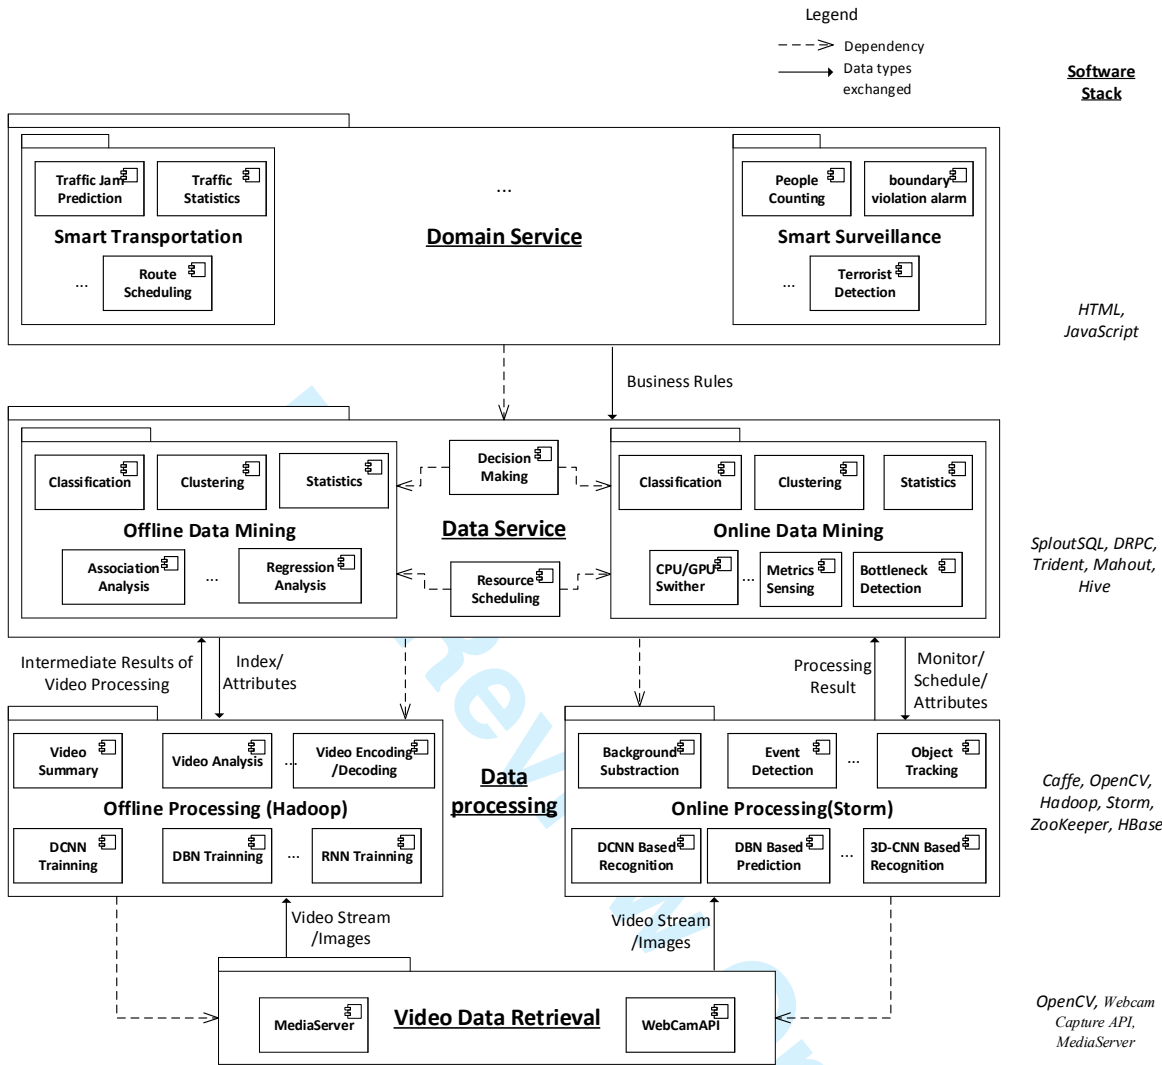 Legend
Dependency
Data types
exchanged
Software
Stack
Traffic Jam
Prediction
Traffic
Statistics
Smart Transportation
...
Route
Scheduling
...
Domain Service
People
Counting
boundary
violation alarm
Smart Surveillance
...
Terrorist
Detection
HTML,
JavaScript
Business Rules
Classification
Clustering
Statistics
Offline Data Mining
Association
Analysis
...
Regression
Analysis
Decision
Making
Data Service
Resource
Scheduling
Classification
Clustering
Statistics
Online Data Mining
CPU/GPU
Swither
...
Metrics
Sensing
Bottleneck
Detection
SploutSQL, DRPC,
Trident, Mahout,
Hive
Intermediate Results of
Video Processing
Index/
Attributes
Processing
Result
Monitor/
Schedule/
Attributes
Video
Summary
Video Analysis
...
Video Encoding
/Decoding
Offline Processing (Hadoop)
DCNN
Trainning
DBN Trainning
...
RNN Trainning
Data
processing
Background
Substraction
Event
Detection
...
Object
Tracking
Online Processing(Storm)
DCNN Based
Recognition
DBN Based
Prediction
...
3D-CNN Based
Recognition
Caffe, OpenCV,
Hadoop, Storm,
ZooKeeper, HBase
Video Stream
/Images
Video Stream
/Images
MediaServer
Video Data Retrieval
WebCamAPI
OpenCV, Webcam
Capture API,
MediaServer